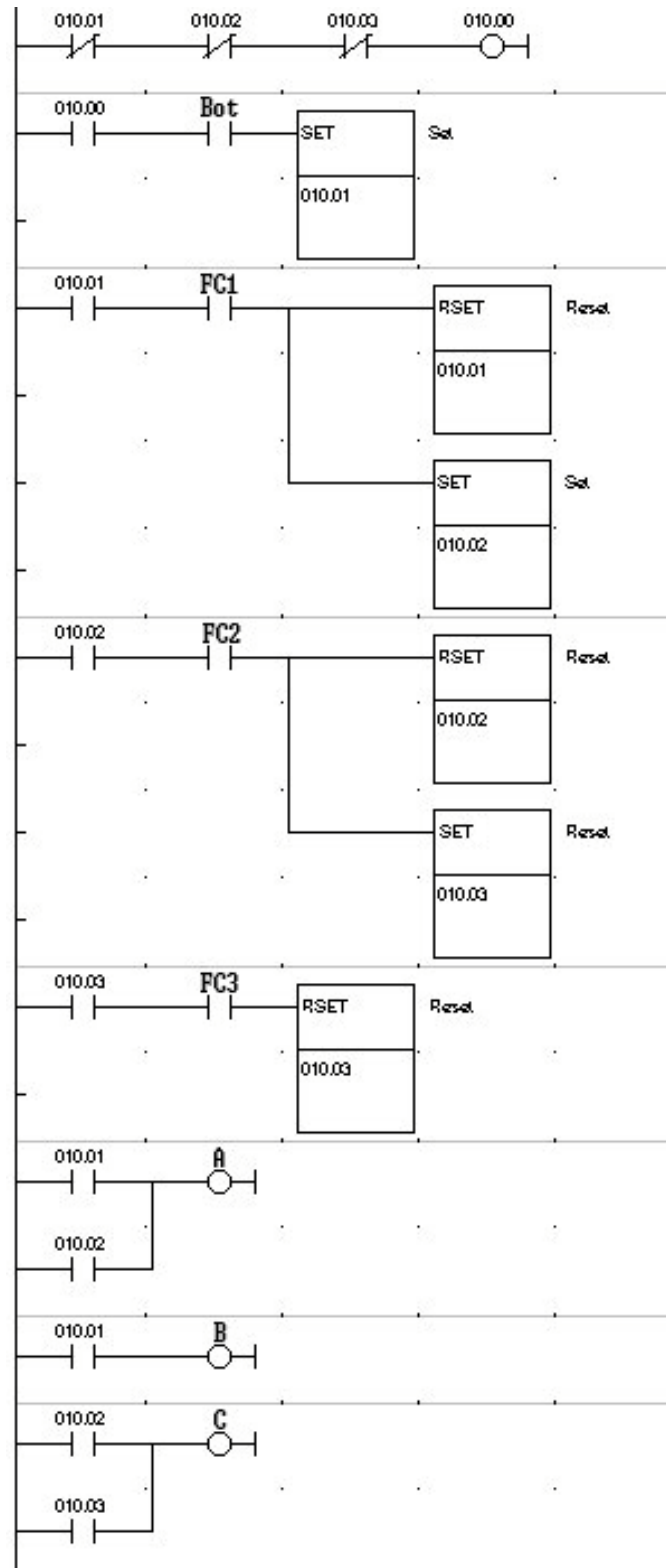 010.01 010.02 010.03 010.00
010.00 Bot
SET Set
010.01
010.01 FC1
RSET Reset
010.01
SET Set
010.02
010.02 FC2
RSET Reset
010.02
SET Reset
010.03
010.03 FC3
RSET Reset
010.03
010.01 A
010.02
010.01 B
010.02 C
010.03